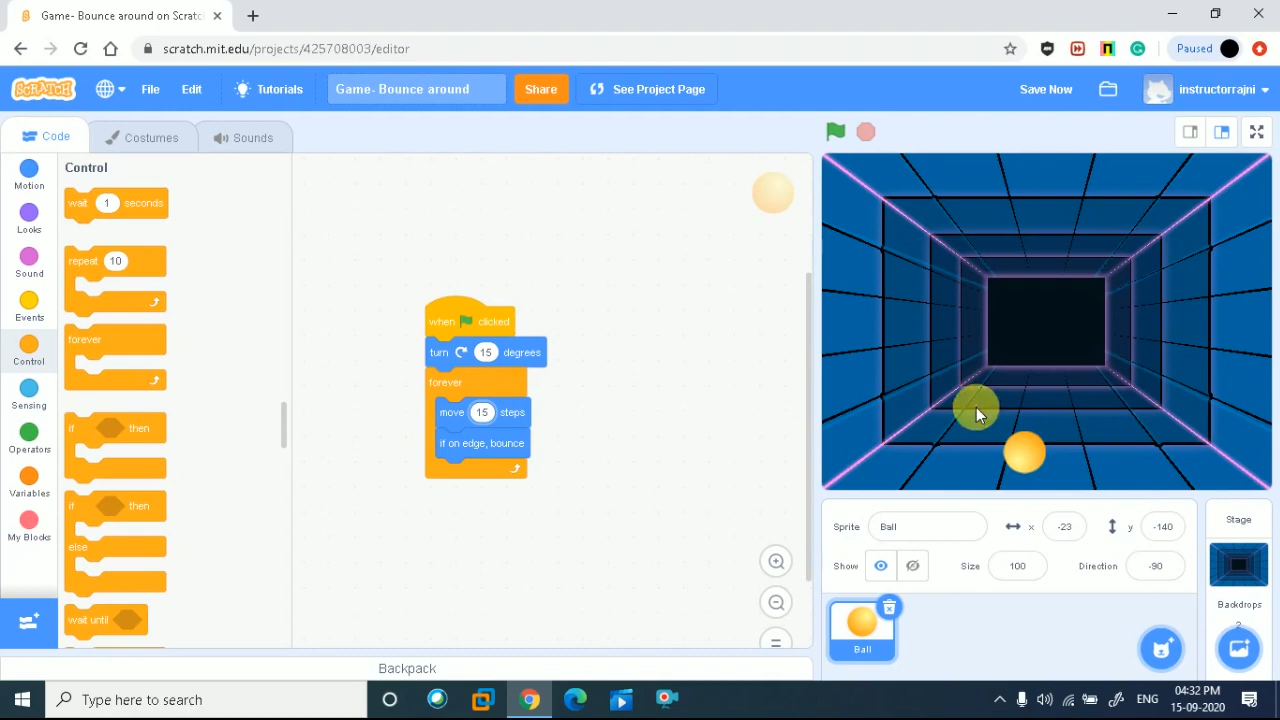 Game- Bounce around on Scratc
scratch.mit.edu/projects/425708003/editor
Paused
SCRATCH
File
Edit
Tutorials
Game- Bounce around
Share
See Project Page
Save Now
instructorrajni
Code
Costumes
Sounds
Motion
Looks
Sound
Events
Control
Sensing
Operators
Variables
My Blocks
Control
wait 1 seconds
repeat 10
forever
if then
if then
else
wait until
when clicked
turn 15 degrees
forever
move 15 steps
if on edge, bounce
Sprite Ball x -23 y -140
Show Size 100 Direction -90
Ball
Stage
Backdrops
2
Backpack
Type here to search
ENG
04:32 PM
15-09-2020